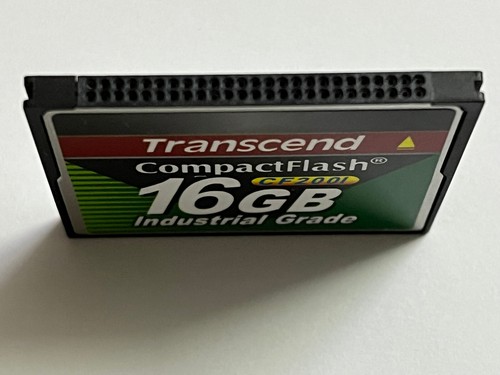 Transcend
CompactFlash®
CF200I
16GB
Industrial Grade